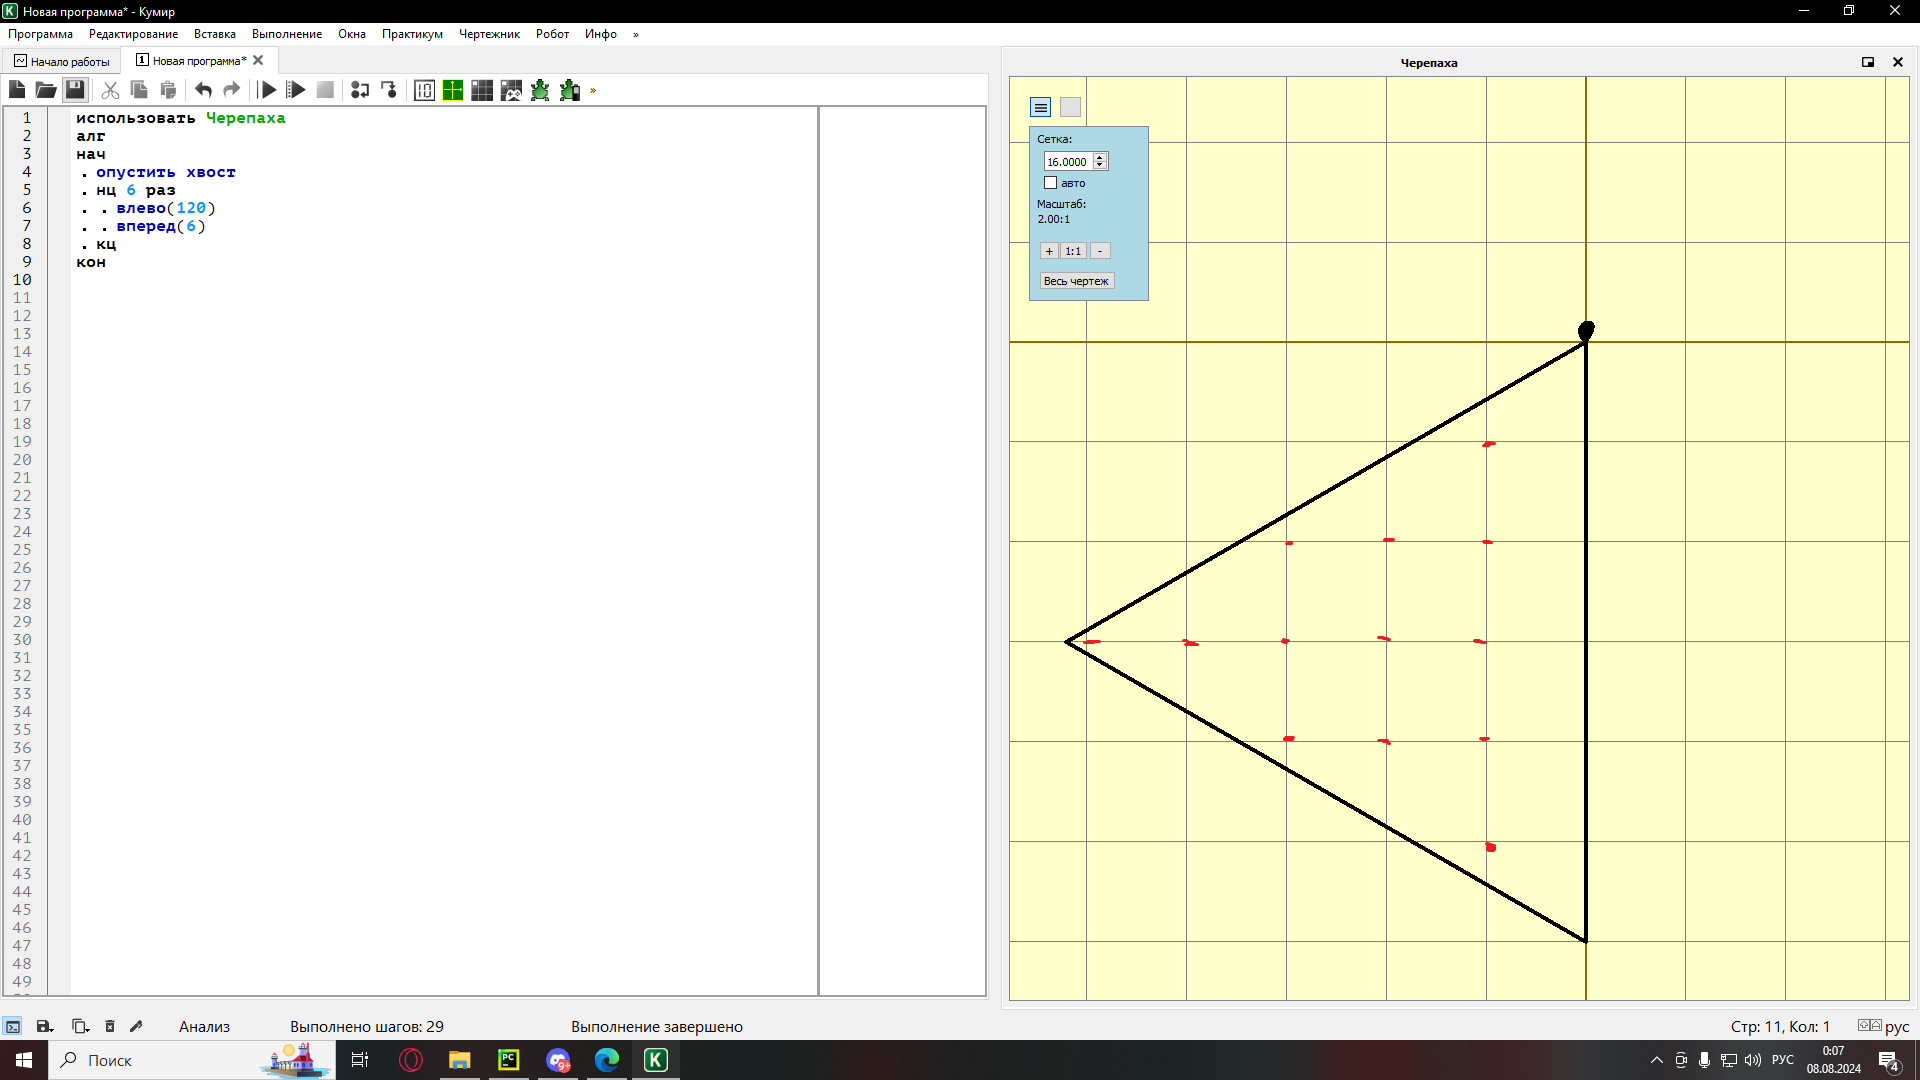 Новая программа* - Кумир
Программа Редактирование Вставка Выполнение Окна Практикум Чертежник Робот Инфо »
Начало работы
1 Новая программа*
»
1 использовать Черепаха
2 алг
3 нач
4 . опустить хвост
5 . нц 6 раз
6 . . влево(120)
7 . . вперед(6)
8 . кц
9 кон
10
11
12
13
14
15
16
17
18
19
20
21
22
23
24
25
26
27
28
29
30
31
32
33
34
35
36
37
38
39
40
41
42
43
44
45
46
47
48
49
Черепаха
Сетка:
16.0000
авто
Масштаб:
2.00:1
+ 1:1 -
Весь чертеж
Анализ
Выполнено шагов: 29
Выполнение завершено
Стр: 11, Кол: 1
рус
Поиск
PC
9+
K
РУС
0:07
08.08.2024
4